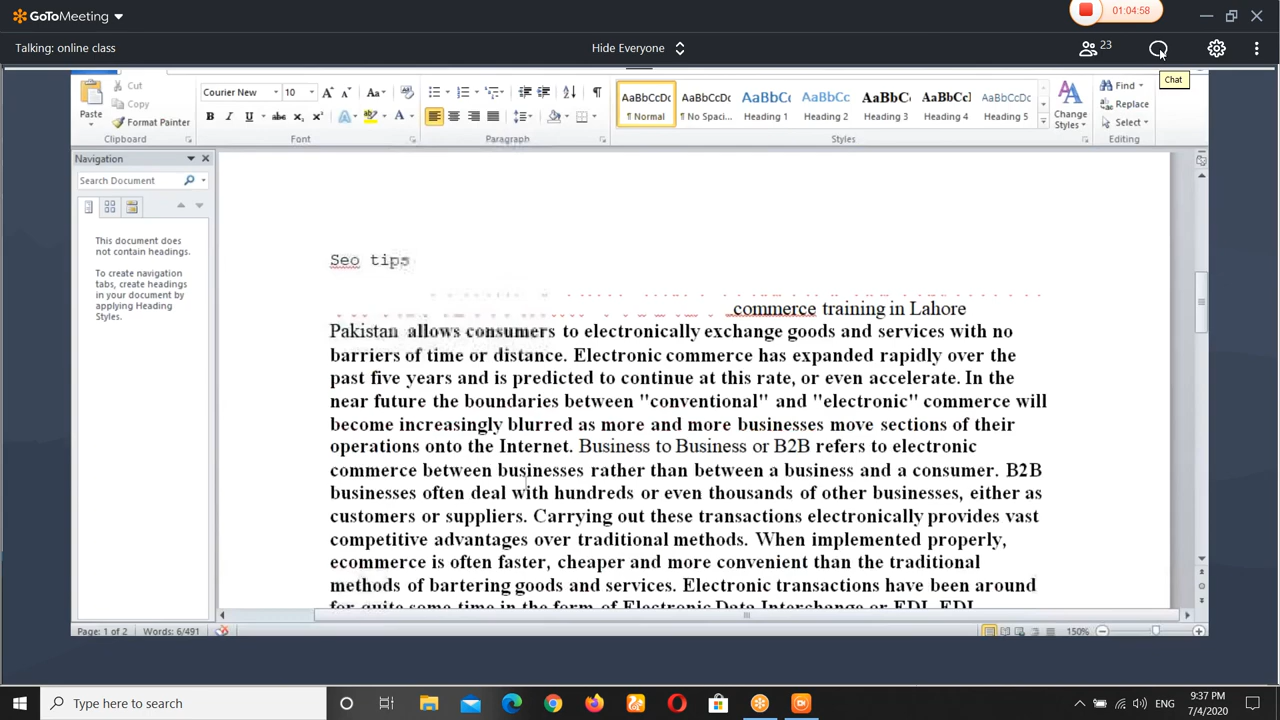 GoToMeeting
01:04:58
Talking: online class
Hide Everyone
23
Chat
Paste
Cut
Copy
Format Painter
Clipboard
Courier New
10
Font
Paragraph
AaBbCcDc
¶ Normal
AaBbCcDc
¶ No Spaci...
AaBbC
Heading 1
AaBbCc
Heading 2
AaBbC
Heading 3
AaBbCcI
Heading 4
AaBbCcDc
Heading 5
Styles
Change
Styles
Find
Replace
Select
Editing
Navigation
Search Document
This document does
not contain headings.
To create navigation
tabs, create headings
in your document by
applying Heading
Styles.
Seo tips
commerce training in Lahore
Pakistan allows consumers to electronically exchange goods and services with no
barriers of time or distance. Electronic commerce has expanded rapidly over the
past five years and is predicted to continue at this rate, or even accelerate. In the
near future the boundaries between "conventional" and "electronic" commerce will
become increasingly blurred as more and more businesses move sections of their
operations onto the Internet. Business to Business or B2B refers to electronic
commerce between businesses rather than between a business and a consumer. B2B
businesses often deal with hundreds or even thousands of other businesses, either as
customers or suppliers. Carrying out these transactions electronically provides vast
competitive advantages over traditional methods. When implemented properly,
ecommerce is often faster, cheaper and more convenient than the traditional
methods of bartering goods and services. Electronic transactions have been around
for quite some time in the form of Electronic Data Interchange or EDI. EDI
Page: 1 of 2
Words: 6/491
150%
Type here to search
ENG
9:37 PM
7/4/2020